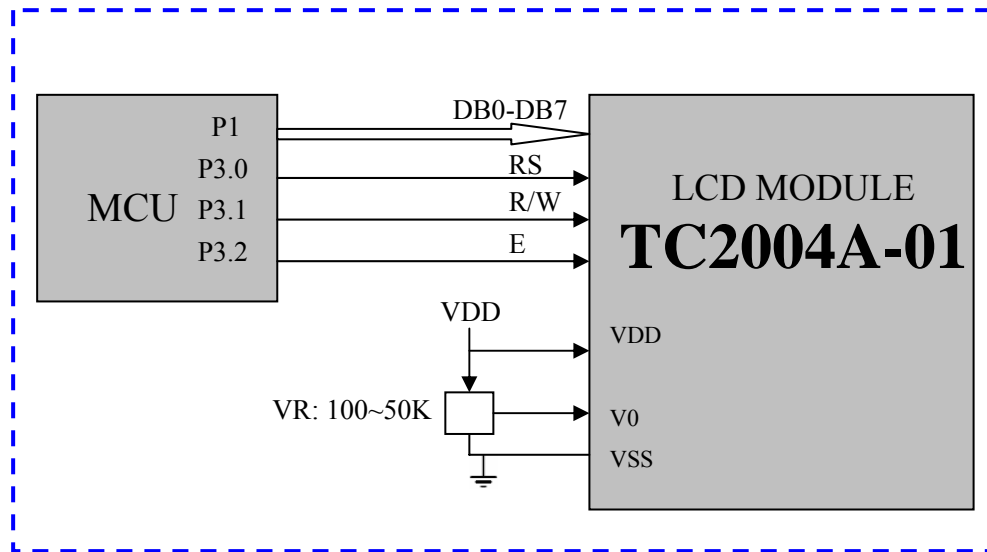 P1
P3.0
MCU P3.1
P3.2
DB0-DB7
RS
R/W
E
LCD MODULE
TC2004A-01
VDD
VDD
VR: 100~50K
V0
VSS